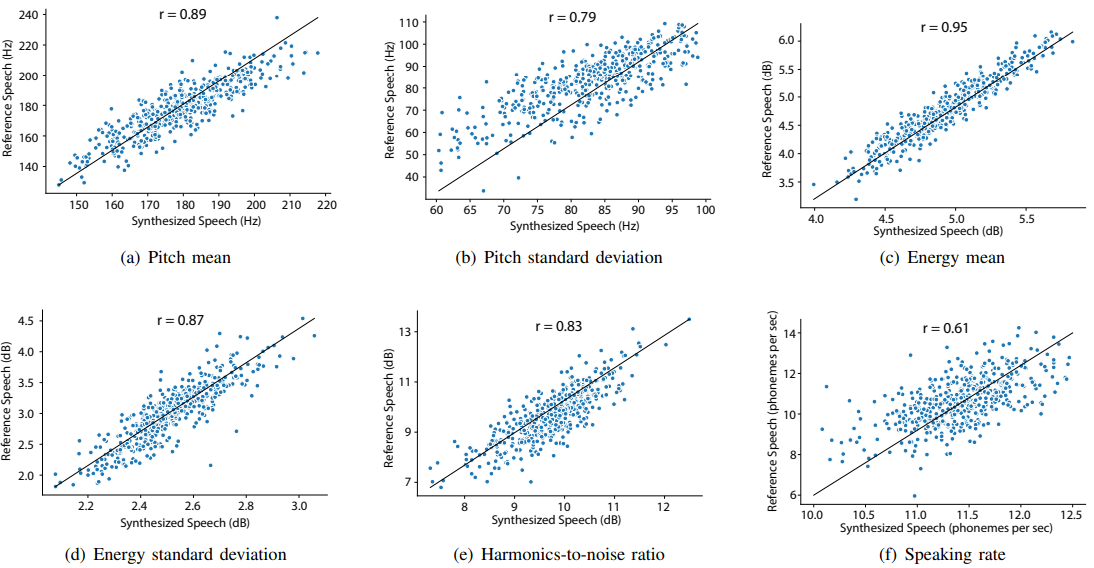 r = 0.89
240
220
200
180
160
140
Reference Speech (Hz)
150 160 170 180 190 200 210 220
Synthesized Speech (Hz)
(a) Pitch mean
r = 0.79
110
100
90
80
70
60
50
40
Reference Speech (Hz)
60 65 70 75 80 85 90 95 100
Synthesized Speech (Hz)
(b) Pitch standard deviation
r = 0.95
6.0
5.5
5.0
4.5
4.0
3.5
Reference Speech (dB)
4.0 4.5 5.0 5.5
Synthesized Speech (dB)
(c) Energy mean
r = 0.87
4.5
4.0
3.5
3.0
2.5
2.0
Reference Speech (dB)
2.2 2.4 2.6 2.8 3.0
Synthesized Speech (dB)
(d) Energy standard deviation
r = 0.83
13
11
9
7
Reference Speech (dB)
8 9 10 11 12
Synthesized Speech (dB)
(e) Harmonics-to-noise ratio
r = 0.61
14
12
10
8
6
Reference Speech (phonemes per sec)
10.0 10.5 11.0 11.5 12.0 12.5
Synthesized Speech (phonemes per sec)
(f) Speaking rate